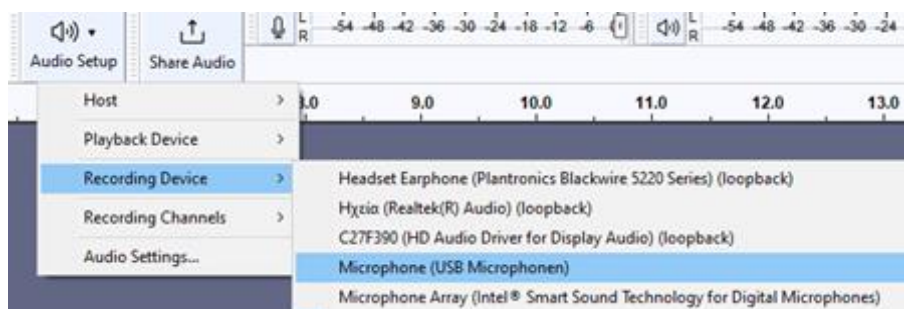 L
R
-54 -48 -42 -36 -30 -24 -18 -12 -6
L
R
-54 -48 -42 -36 -30 -24
Audio Setup
Share Audio
9.0 10.0 11.0 12.0 13.0
Host
Playback Device
Recording Device
Recording Channels
Audio Settings...
Headset Earphone (Plantronics Blackwire 5220 Series) (loopback)
Ηχεία (Realtek(R) Audio) (loopback)
C27F390 (HD Audio Driver for Display Audio) (loopback)
Microphone (USB Microphonen)
Microphone Array (Intel® Smart Sound Technology for Digital Microphones)